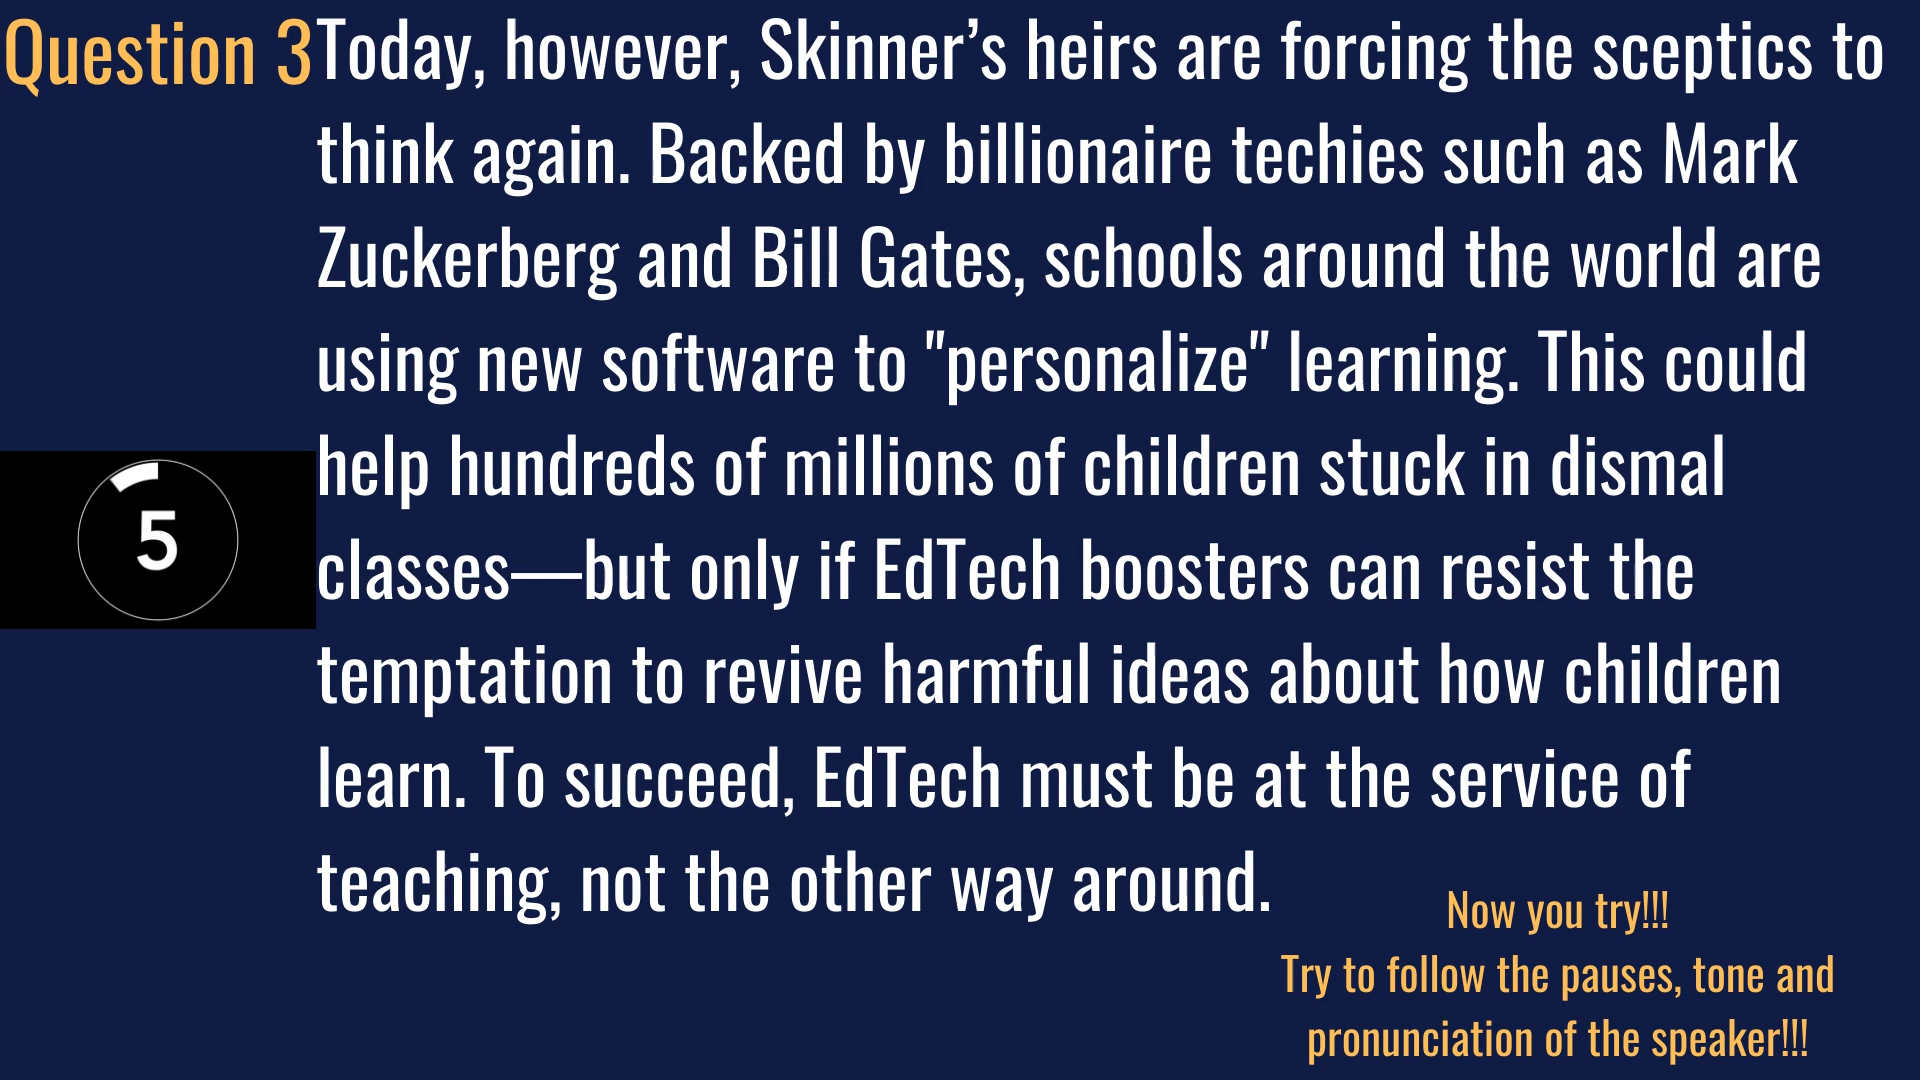 Question 3
Today, however, Skinner’s heirs are forcing the sceptics to
think again. Backed by billionaire techies such as Mark
Zuckerberg and Bill Gates, schools around the world are
using new software to "personalize" learning. This could
help hundreds of millions of children stuck in dismal
classes—but only if EdTech boosters can resist the
temptation to revive harmful ideas about how children
learn. To succeed, EdTech must be at the service of
teaching, not the other way around.
5
Now you try!!!
Try to follow the pauses, tone and
pronunciation of the speaker!!!